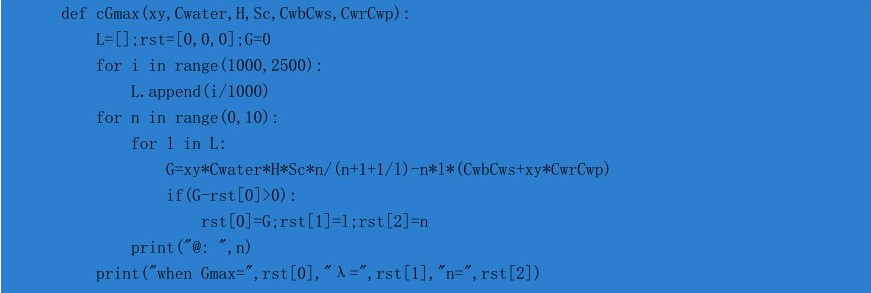 def cGmax(xy,Cwater,H,Sc,CwbCws,CwrCwp):
L=[];rst=[0,0,0];G=0
for i in range(1000,2500):
L.append(i/1000)
for n in range(0,10):
for l in L:
G=xy*Cwater*H*Sc*n/(n+1+1/l)-n*l*(CwbCws+xy*CwrCwp)
if(G-rst[0]>0):
rst[0]=G;rst[1]=l;rst[2]=n
print("@: ",n)
print("when Gmax=",rst[0],"λ=",rst[1],"n=",rst[2])